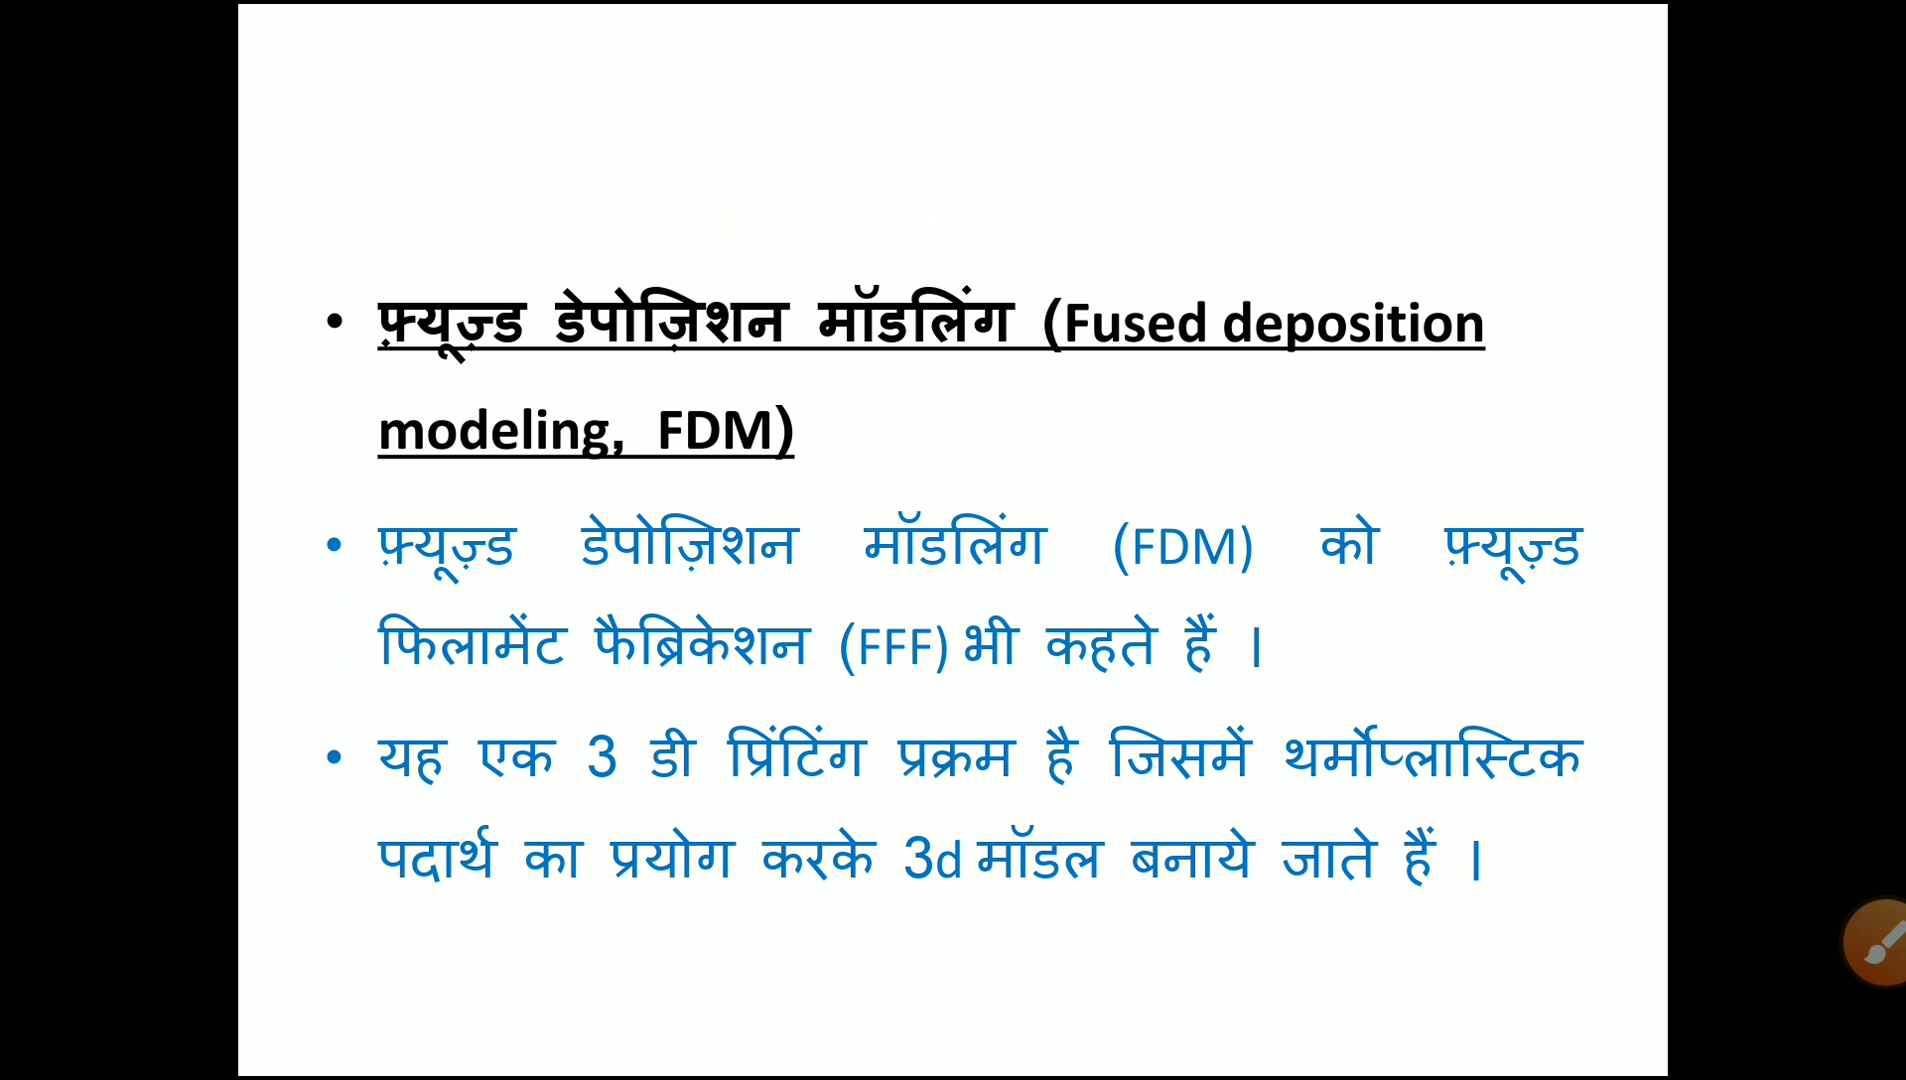 • फ़्यूज़्ड डेपोज़िशन मॉडलिंग (Fused deposition
modeling, FDM)
• फ़्यूज़्ड डेपोज़िशन मॉडलिंग (FDM) को फ़्यूज़्ड
फिलामेंट फैब्रिकेशन (FFF) भी कहते हैं ।
• यह एक 3 डी प्रिंटिंग प्रक्रम है जिसमें थर्मोप्लास्टिक
पदार्थ का प्रयोग करके 3d मॉडल बनाये जाते हैं ।